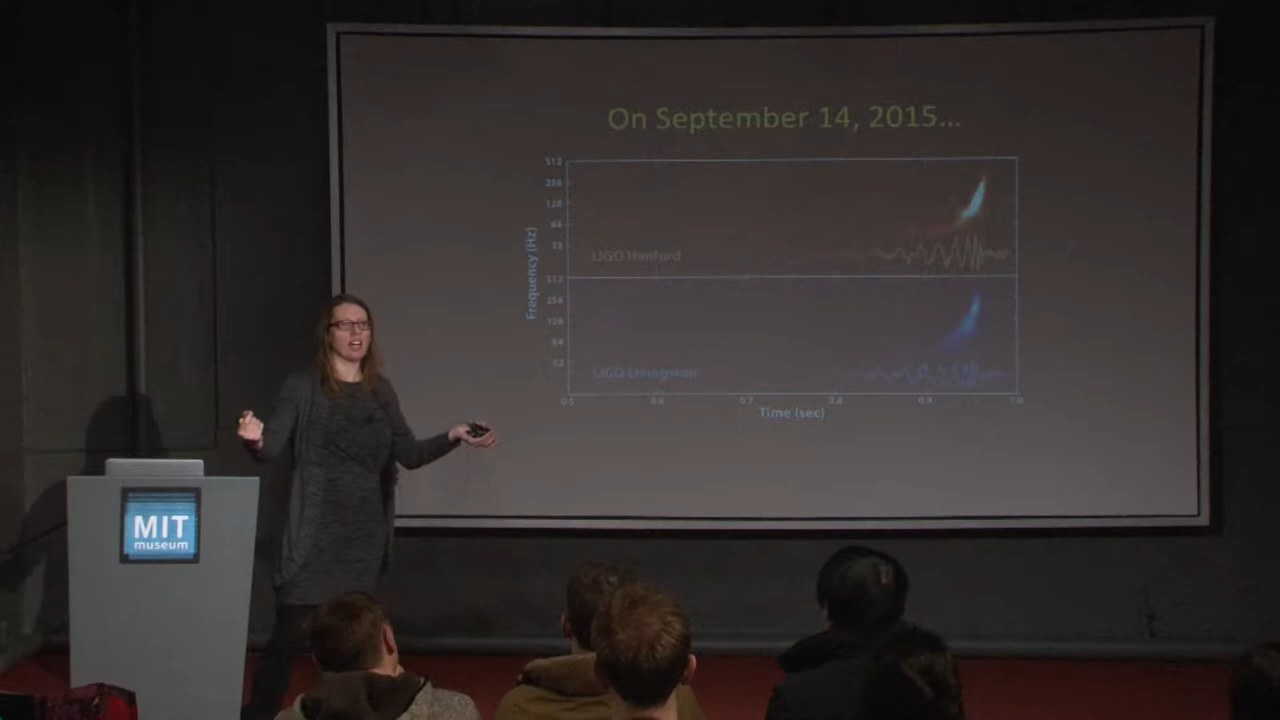 On September 14, 2015...
512
256
128
64
32
LIGO Hanford
512
256
128
64
32
LIGO Livingston
Frequency (Hz)
0.5 0.6 0.7 0.8 0.9 1.0
Time (sec)
MIT
museum